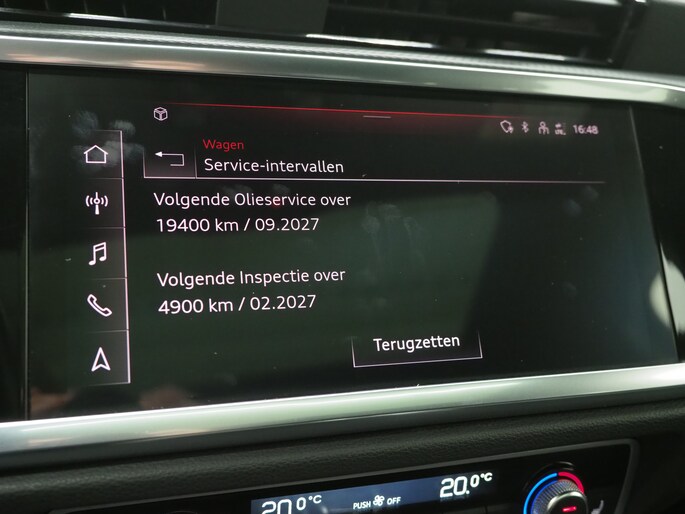 16:48
Wagen
Service-intervallen
Volgende Olieservice over
19400 km / 09.2027
Volgende Inspectie over
4900 km / 02.2027
Terugzetten
20.0 °C
PUSH OFF
20.0 °C